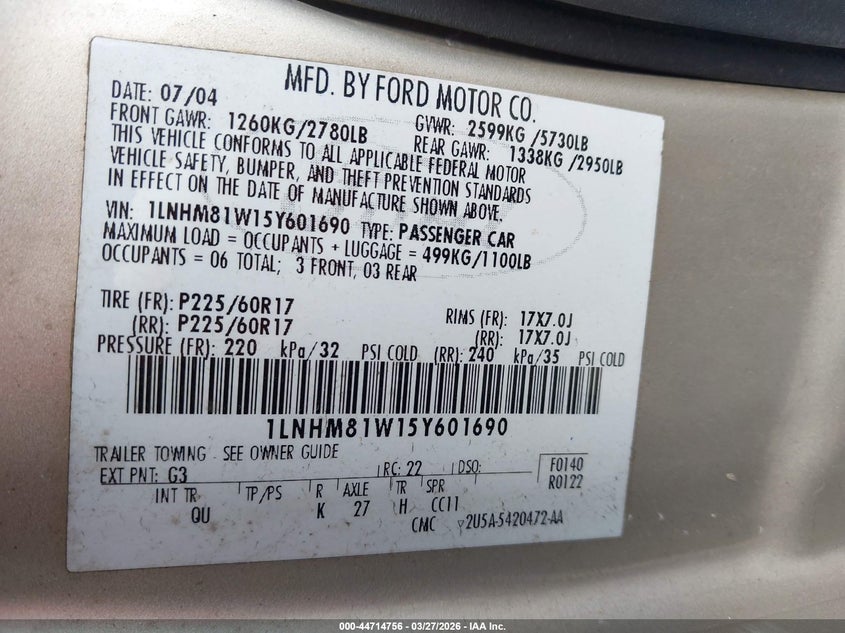 MFD. BY FORD MOTOR CO.
DATE: 07/04 GVWR: 2599KG /5730LB
FRONT GAWR: 1260KG/2780LB REAR GAWR: 1338KG /2950LB
THIS VEHICLE CONFORMS TO ALL APPLICABLE FEDERAL MOTOR
VEHICLE SAFETY, BUMPER, AND THEFT PREVENTION STANDARDS
IN EFFECT ON THE DATE OF MANUFACTURE SHOWN ABOVE.
VIN: 1LNHM81W15Y601690 TYPE: PASSENGER CAR
MAXIMUM LOAD = OCCUPANTS + LUGGAGE = 499KG/1100LB
OCCUPANTS = 06 TOTAL; 3 FRONT, 03 REAR
TIRE (FR): P225/60R17 RIMS (FR): 17X7.0J
(RR): P225/60R17 (RR): 17X7.0J
PRESSURE (FR): 220 kPa/32 PSI COLD (RR): 240 kPa/35 PSI COLD
1LNHM81W15Y601690
TRAILER TOWING - SEE OWNER GUIDE
EXT PNT: G3 RC: 22 DSO: F0140
R0122
INT TR TP/PS R AXLE TR SPR
QU K 27 H CC11
CMC 2U5A-5420472-AA
000-44714756 — 03/27/2026 — IAA Inc.